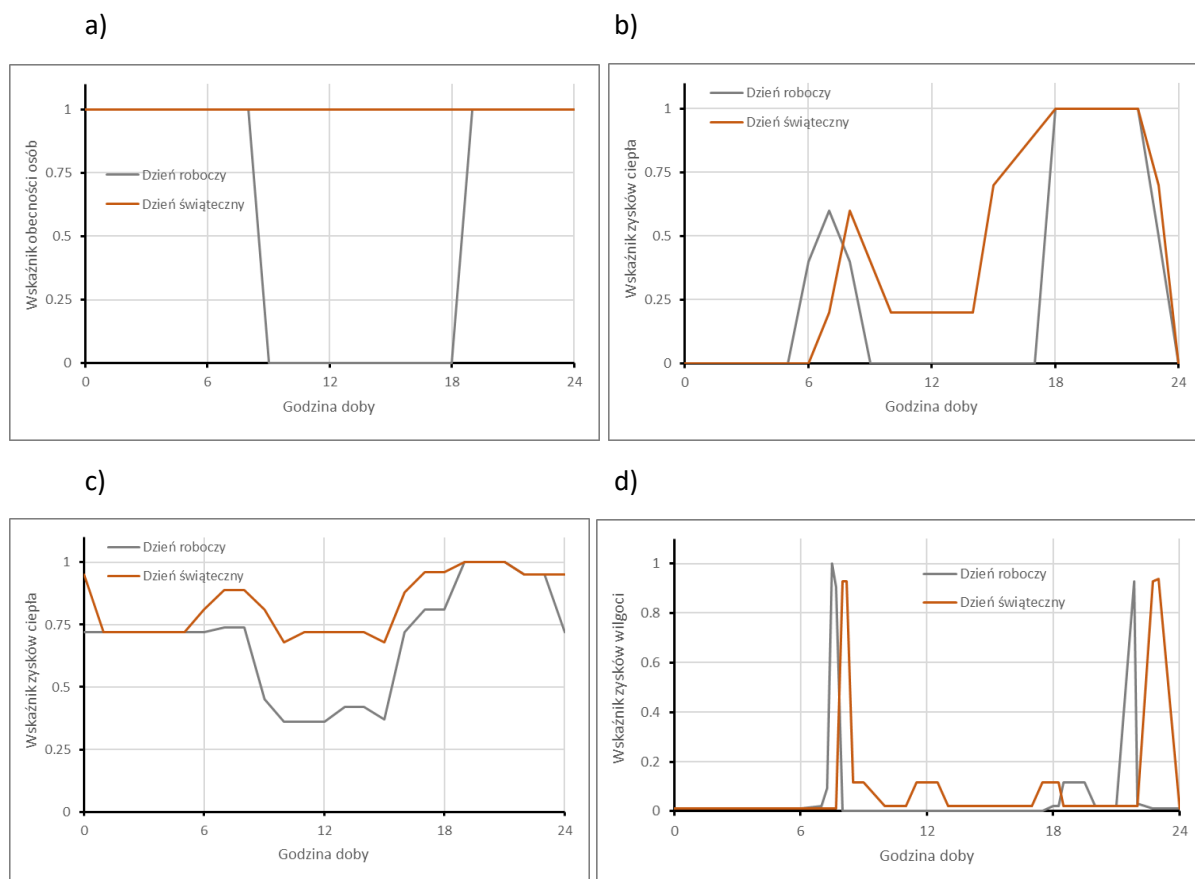 a)
Wskaźnik obecności osób
1
0.75
0.5
0.25
0
Dzień roboczy
Dzień świąteczny
0 6 12 18 24
Godzina doby
b)
Wskaźnik zysków ciepła
1
0.75
0.5
0.25
0
Dzień roboczy
Dzień świąteczny
0 6 12 18 24
Godzina doby
c)
Wskaźnik zysków ciepła
1
0.75
0.5
0.25
0
Dzień roboczy
Dzień świąteczny
0 6 12 18 24
Godzina doby
d)
Wskaźnik zysków wilgoci
1
0.8
0.6
0.4
0.2
0
Dzień roboczy
Dzień świąteczny
0 6 12 18 24
Godzina doby